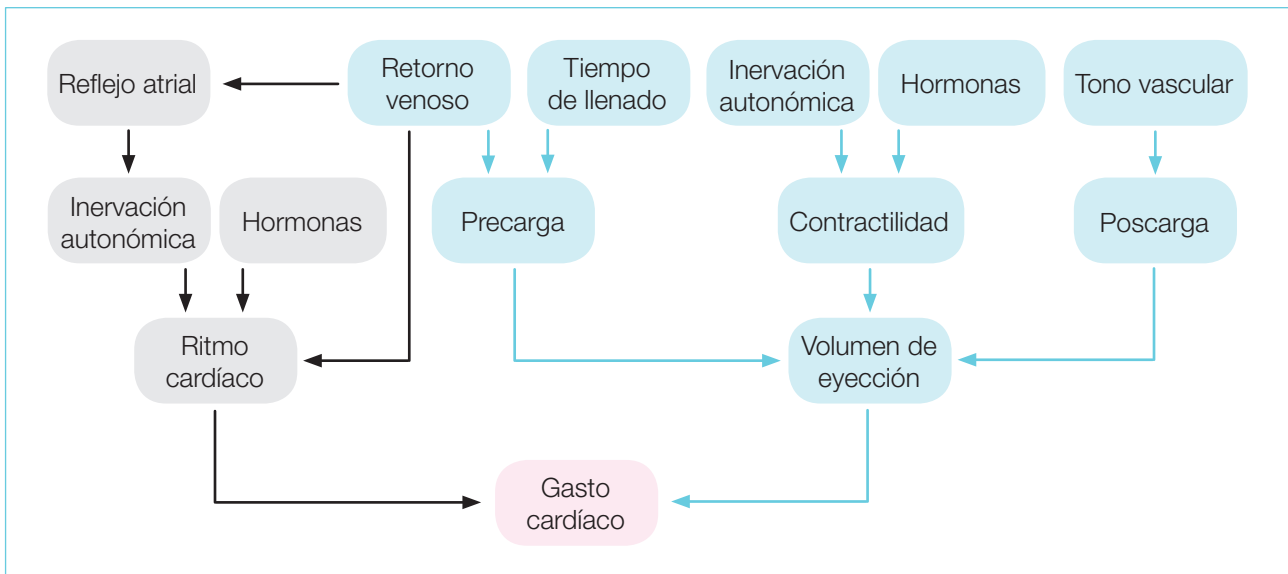 Reflejo atrial
Retorno
venoso
Tiempo
de llenado
Inervación
autonómica
Hormonas
Tono vascular
Inervación
autonómica
Hormonas
Precarga
Contractilidad
Poscarga
Ritmo
cardíaco
Volumen de
eyección
Gasto
cardíaco